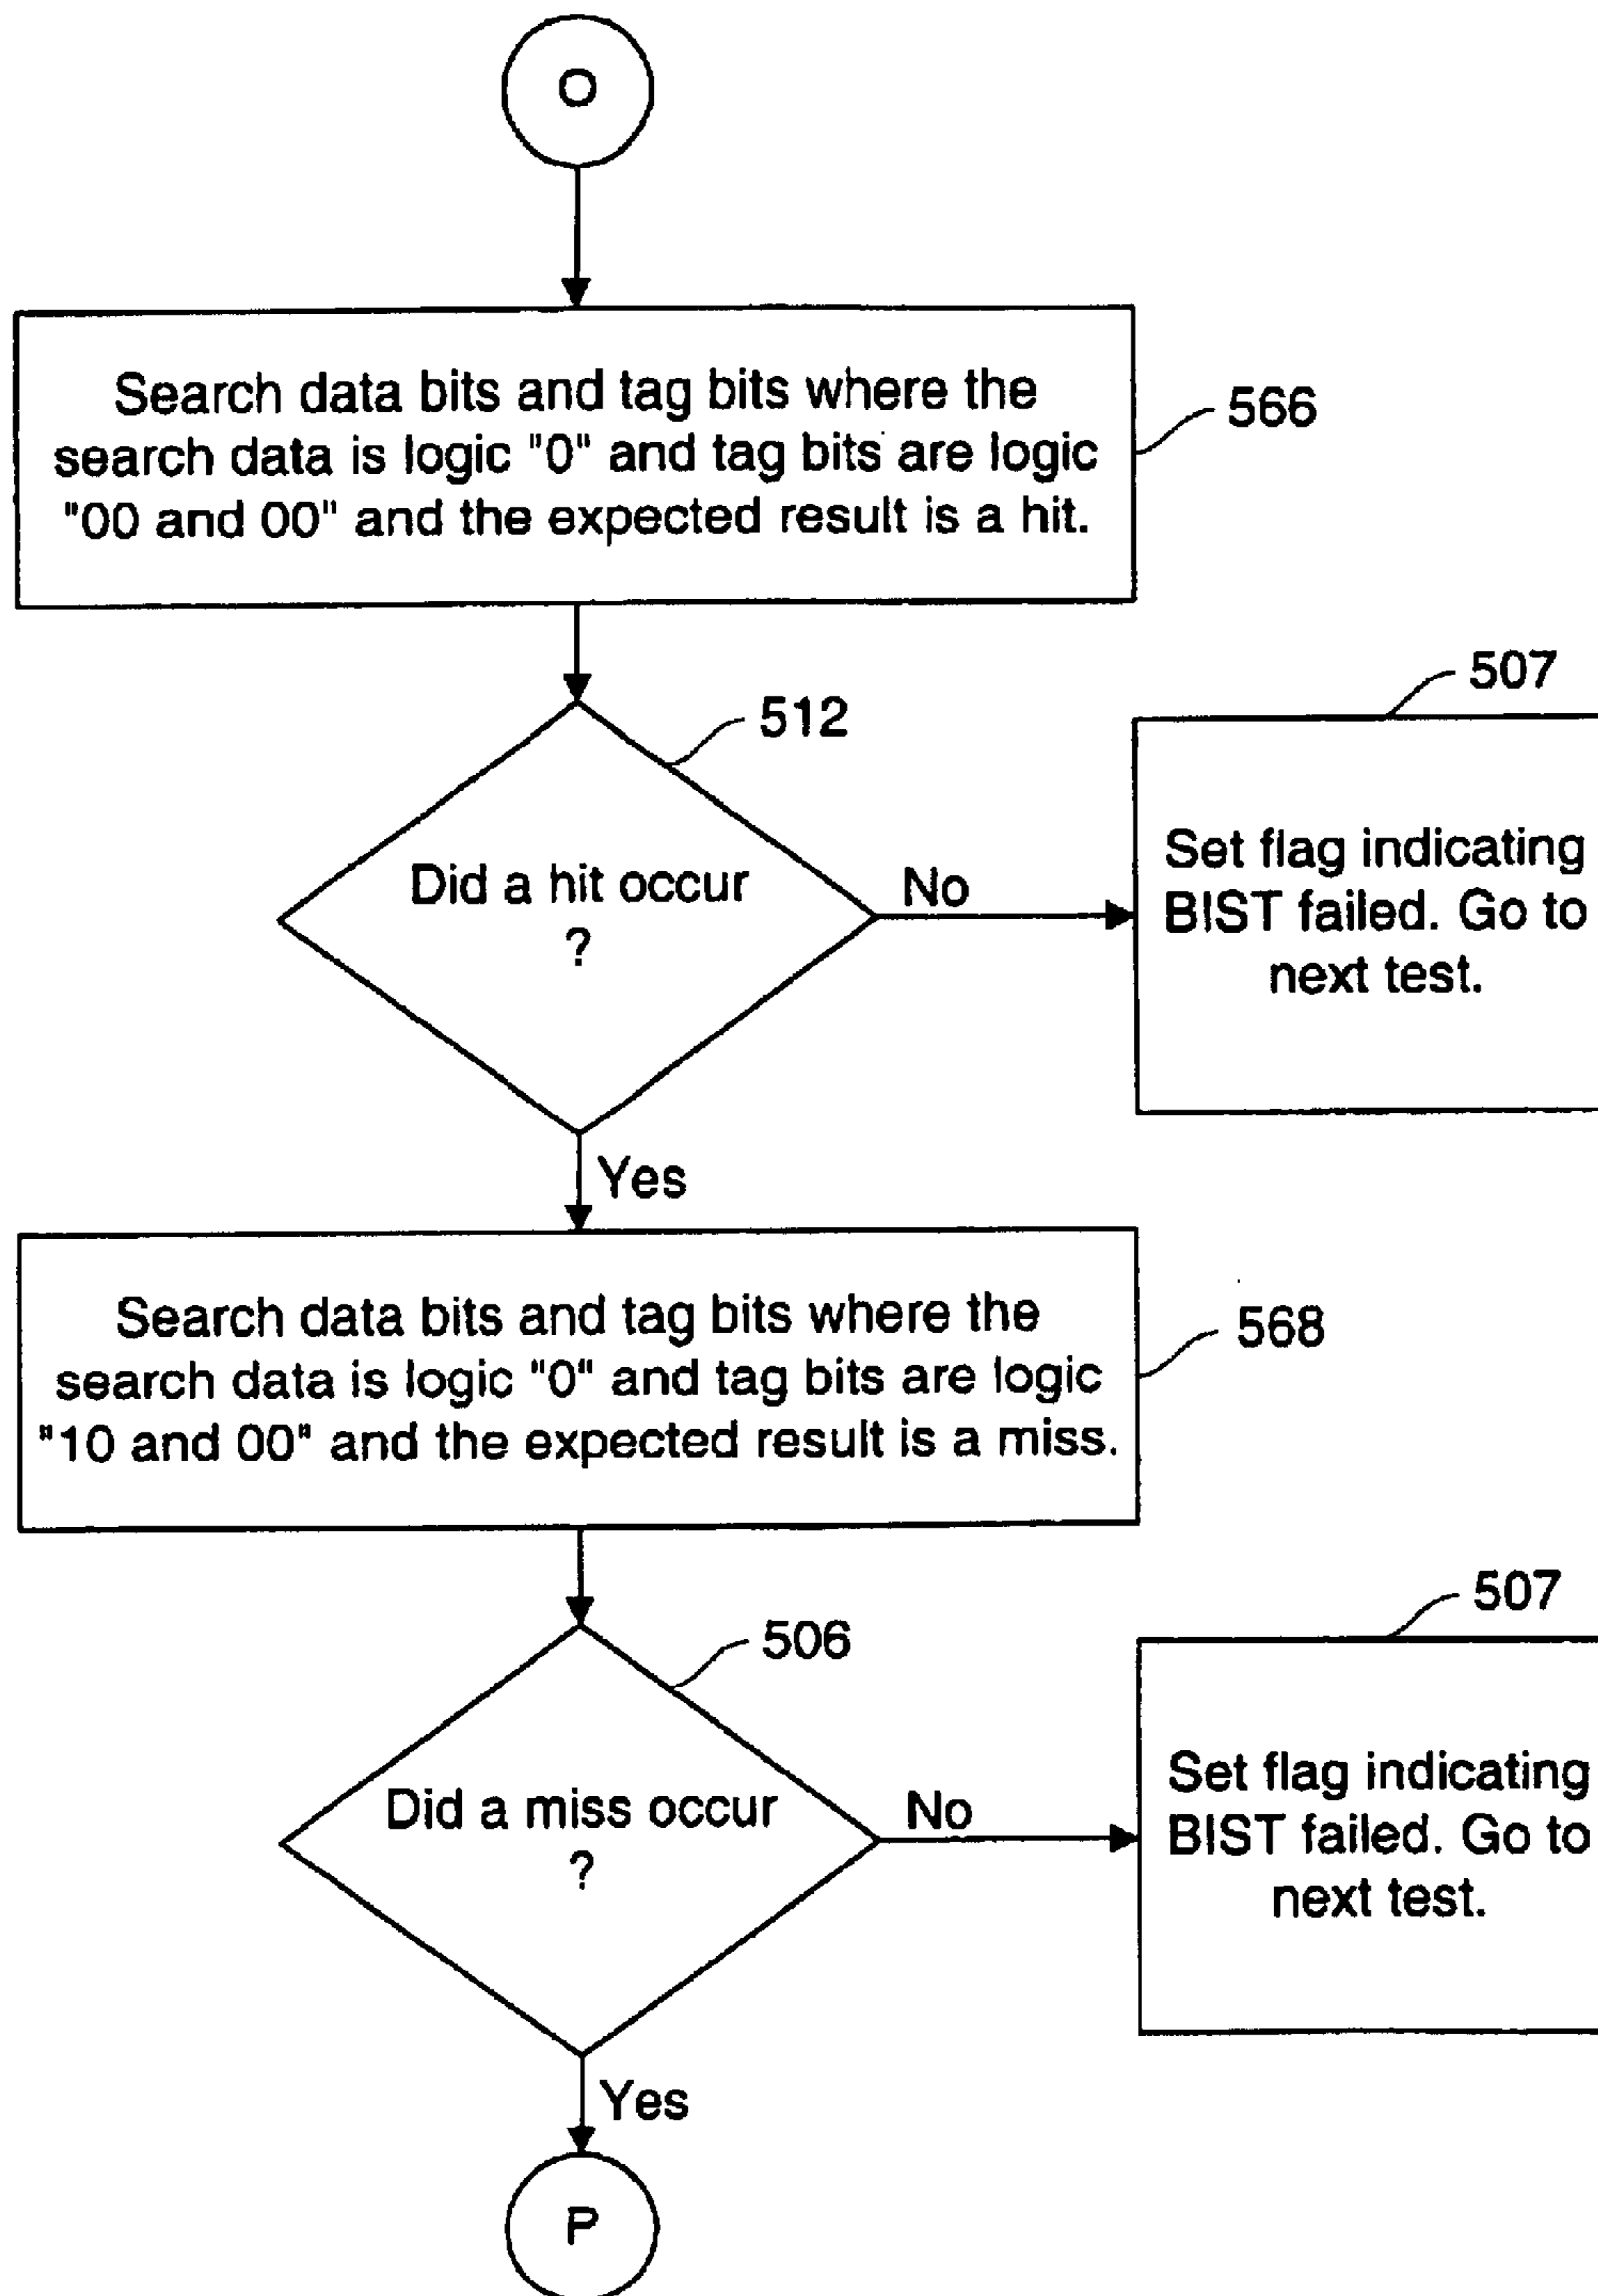 O
Search data bits and tag bits where the
search data is logic "0" and tag bits are logic
"00 and 00" and the expected result is a hit.
566
512
Did a hit occur
?
No
507
Set flag indicating
BIST failed. Go to
next test.
Yes
Search data bits and tag bits where the
search data is logic "0" and tag bits are logic
"10 and 00" and the expected result is a miss.
568
506
Did a miss occur
?
No
507
Set flag indicating
BIST failed. Go to
next test.
Yes
P